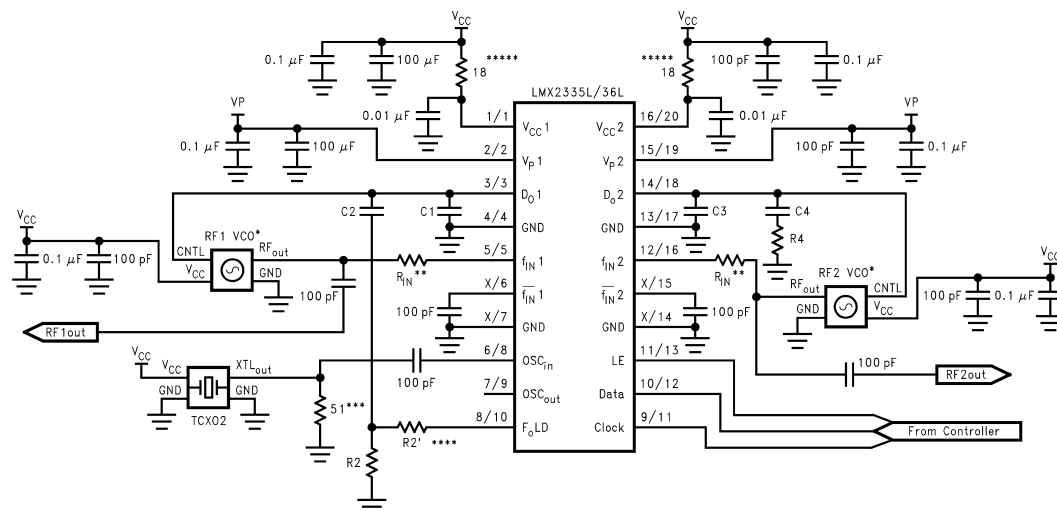 VCC
VCC
0.1 μF
100 μF
18
*****
*****
18
100 pF
0.1 μF
LMX2335L/36L
0.01 μF
1/1
VCC1
VCC2
16/20
0.01 μF
VP
VP
0.1 μF
100 μF
2/2
VP1
VP2
15/19
100 pF
0.1 μF
3/3
DO1
Do2
14/18
C2
C1
4/4
GND
GND
13/17
C3
C4
R4
VCC
0.1 μF
100 pF
RF1 VCO*
CNTL
RFout
VCC
GND
RIN**
5/5
fIN1
fIN2
12/16
RIN**
RF2 VCO*
RFout
CNTL
GND
VCC
VCC
100 pF
0.1 μF
100 pF
RF1out
100 pF
X/6
fIN1
fIN2
X/15
100 pF
X/7
GND
GND
X/14
VCC
VCC
XTLout
GND
GND
TCXO2
100 pF
6/8
OSCin
LE
11/13
100 pF
RF2out
51***
7/9
OSCout
Data
10/12
8/10
FoLD
Clock
9/11
From Controller
R2
R2' ****